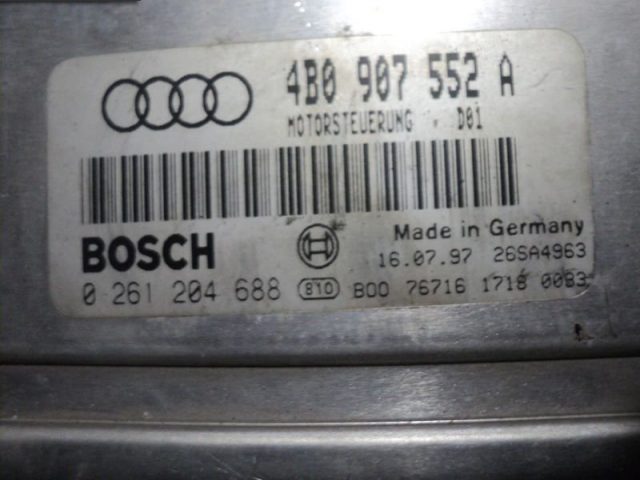 4B0 907 552 A
MOTORSTEUERUNG . D01
BOSCH
Made in Germany
16.07.97 26SA4963
0 261 204 688 810 B00 76716 1718 0083